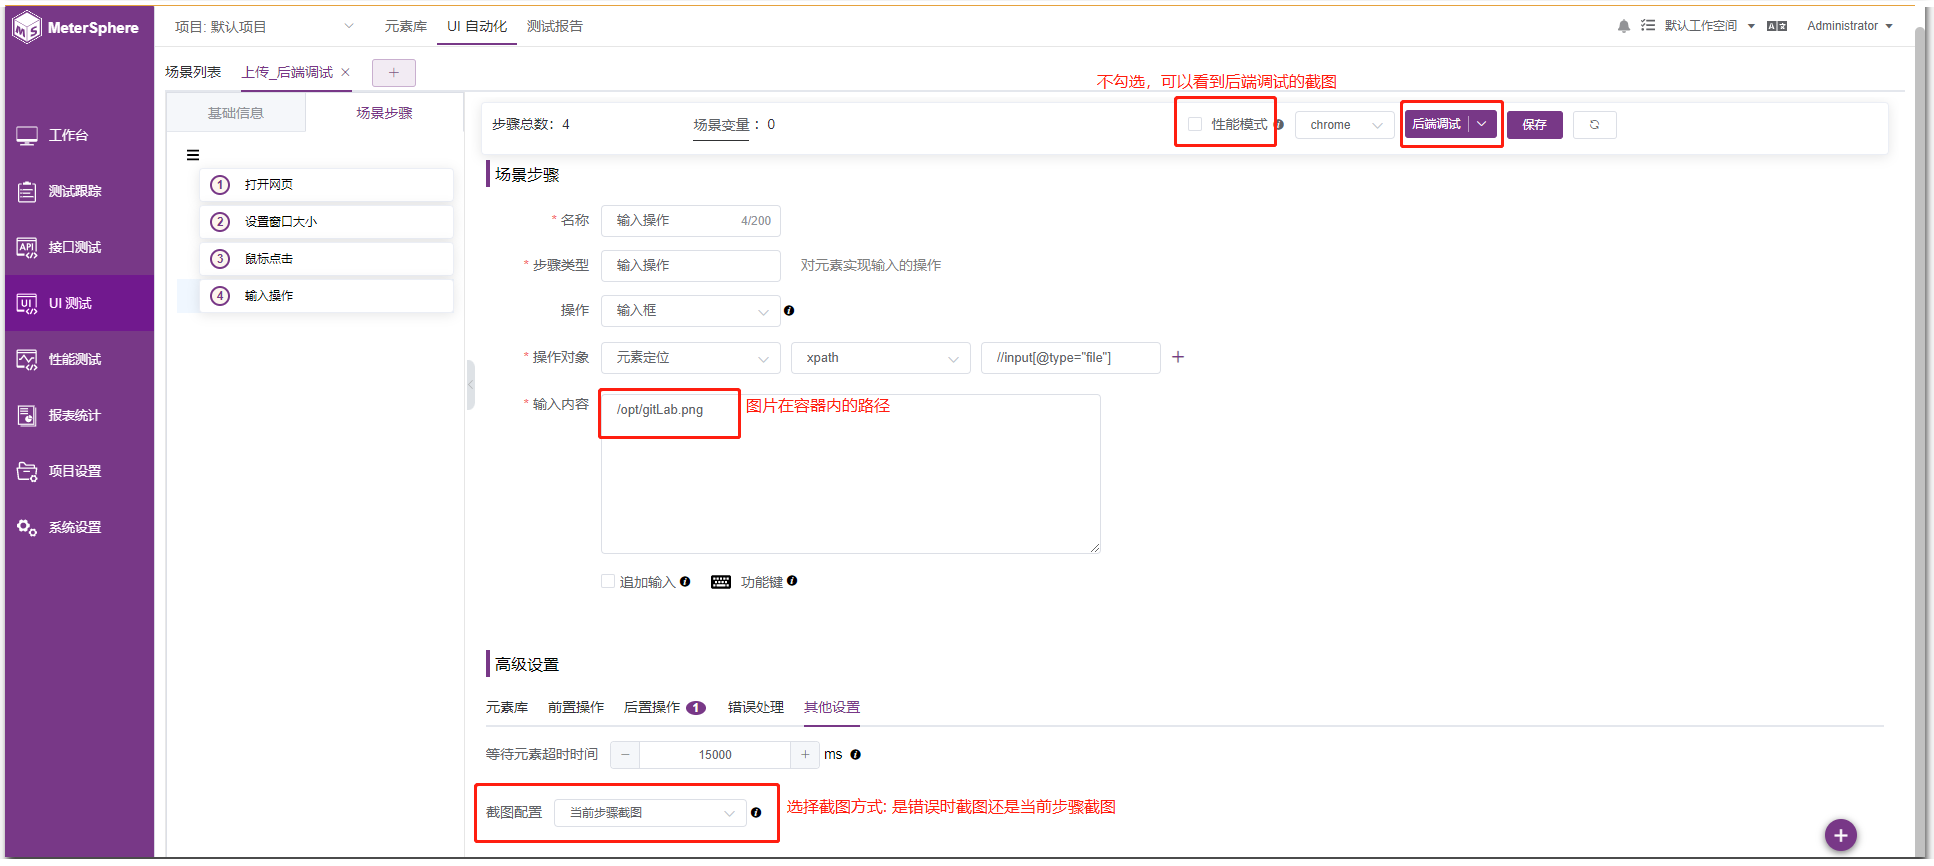 MeterSphere
项目: 默认项目
元素库
UI 自动化
测试报告
默认工作空间
Administrator
场景列表
上传_后端调试
不勾选，可以看到后端调试的截图
工作台
测试跟踪
接口测试
UI 测试
性能测试
报表统计
项目设置
系统设置
基础信息
场景步骤
1 打开网页
2 设置窗口大小
3 鼠标点击
4 输入操作
步骤总数：4
场景变量 ：0
性能模式
chrome
后端调试
保存
场景步骤
* 名称 输入操作 4/200
* 步骤类型 输入操作 对元素实现输入的操作
操作 输入框
* 操作对象 元素定位 xpath //input[@type="file"] +
* 输入内容 /opt/gitLab.png 图片在容器内的路径
追加输入 功能键
高级设置
元素库 前置操作 后置操作 1 错误处理 其他设置
等待元素超时时间 − 15000 + ms
截图配置 当前步骤截图 选择截图方式: 是错误时截图还是当前步骤截图